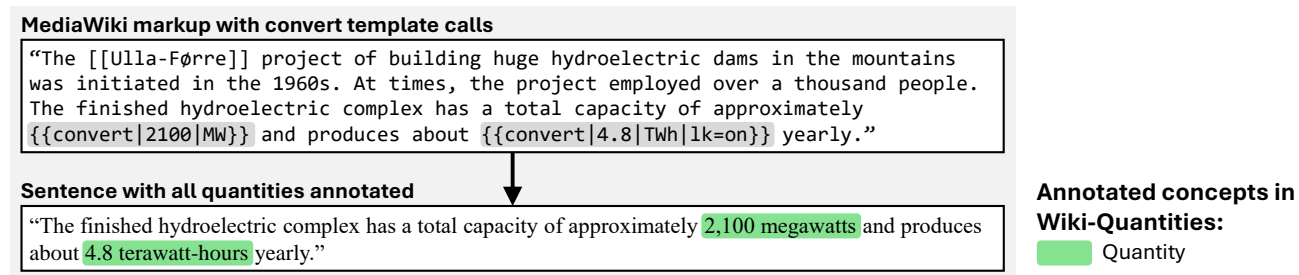 MediaWiki markup with convert template calls
“The [[Ulla-Førre]] project of building huge hydroelectric dams in the mountains
was initiated in the 1960s. At times, the project employed over a thousand people.
The finished hydroelectric complex has a total capacity of approximately
{{convert|2100|MW}} and produces about {{convert|4.8|TWh|lk=on}} yearly.”
Sentence with all quantities annotated
“The finished hydroelectric complex has a total capacity of approximately 2,100 megawatts and produces
about 4.8 terawatt-hours yearly.”
Annotated concepts in
Wiki-Quantities:
Quantity